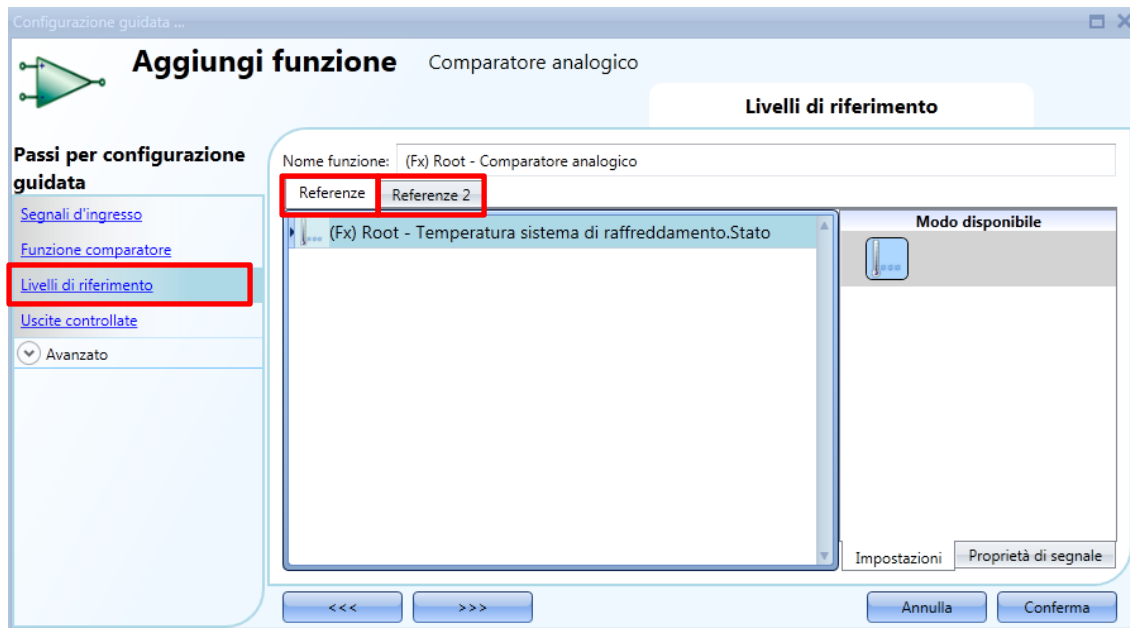 Configurazione guidata ...
Aggiungi funzione Comparatore analogico
Livelli di riferimento
Passi per configurazione
guidata
Segnali d'ingresso
Funzione comparatore
Livelli di riferimento
Uscite controllate
Avanzato
Nome funzione: (Fx) Root - Comparatore analogico
Referenze Referenze 2
(Fx) Root - Temperatura sistema di raffreddamento.Stato
Modo disponibile
Impostazioni Proprietà di segnale
<<< >>> Annulla Conferma